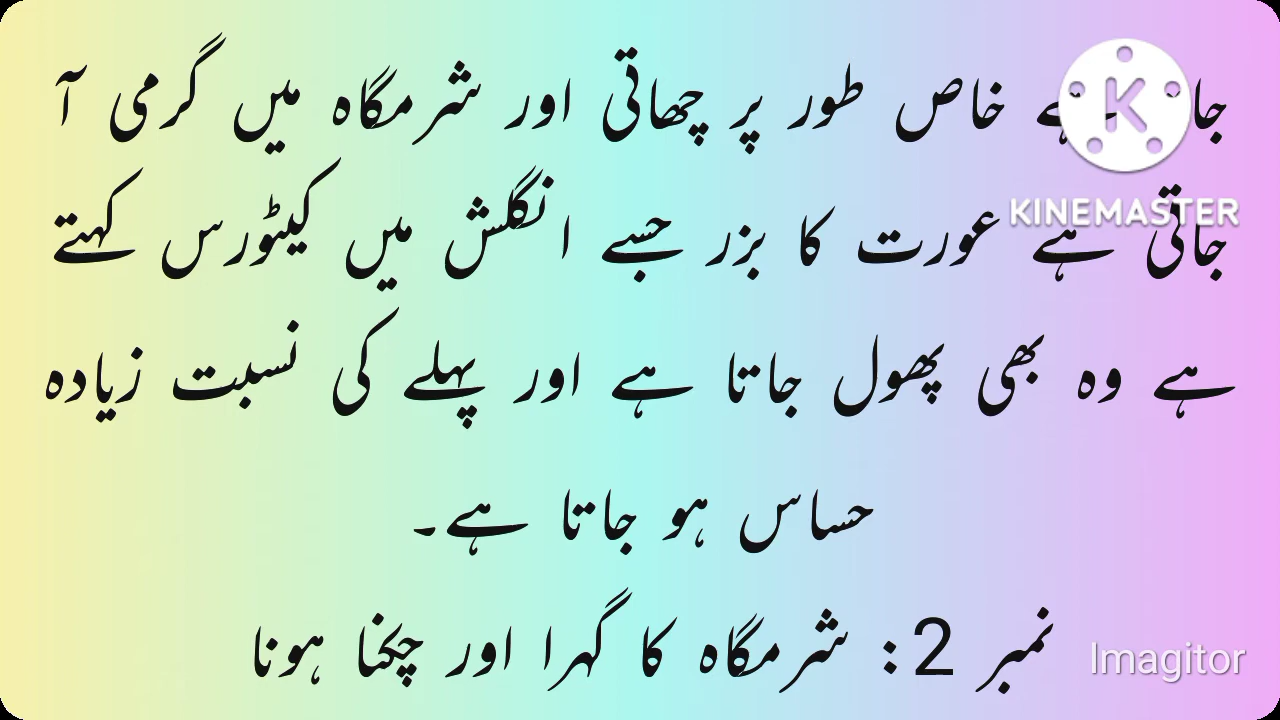 جاتی ہے خاص طور پر چھاتی اور شرمگاہ میں گرمی آ
KINEMASTER
جاتی ہے عورت کا بزر جسے انگلش میں کیٹورس کہتے
ہے وہ بھی پھول جاتا ہے اور پہلے کی نسبت زیادہ
حساس ہو جاتا ہے۔
نمبر 2: شرمگاہ کا گہرا اور چکنا ہونا
Imagitor